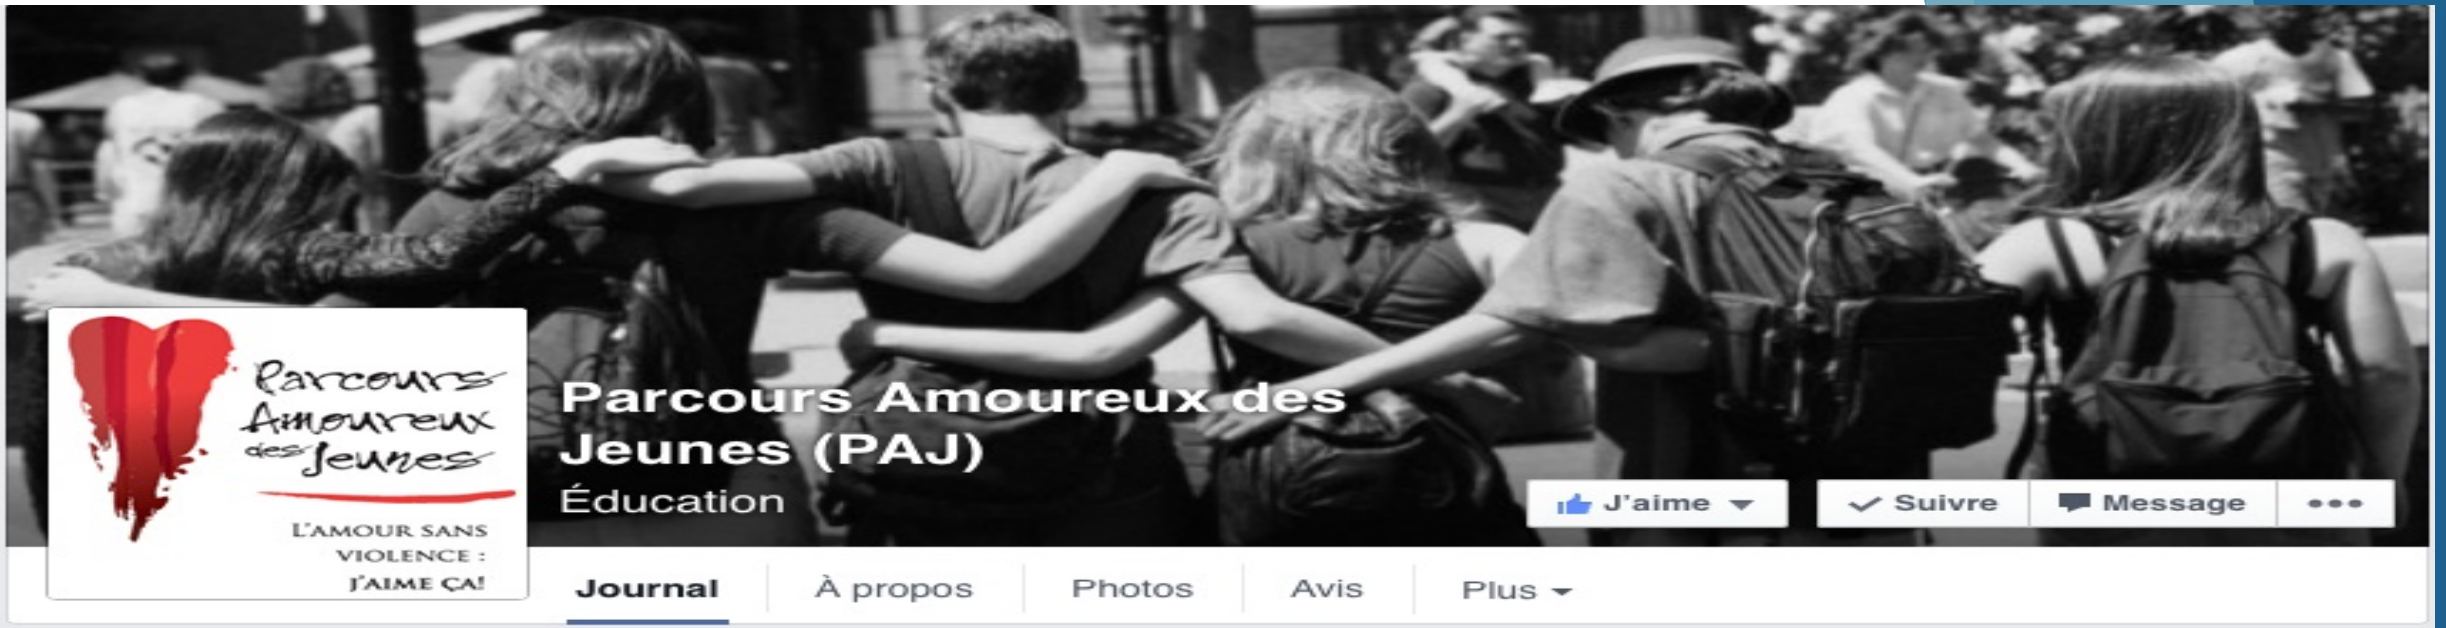 Parcours
Amoureux
des Jeunes
L'AMOUR SANS
VIOLENCE :
J'AIME ÇA!
Parcours Amoureux des
Jeunes (PAJ)
Éducation
J'aime
Suivre
Message
Journal
À propos
Photos
Avis
Plus